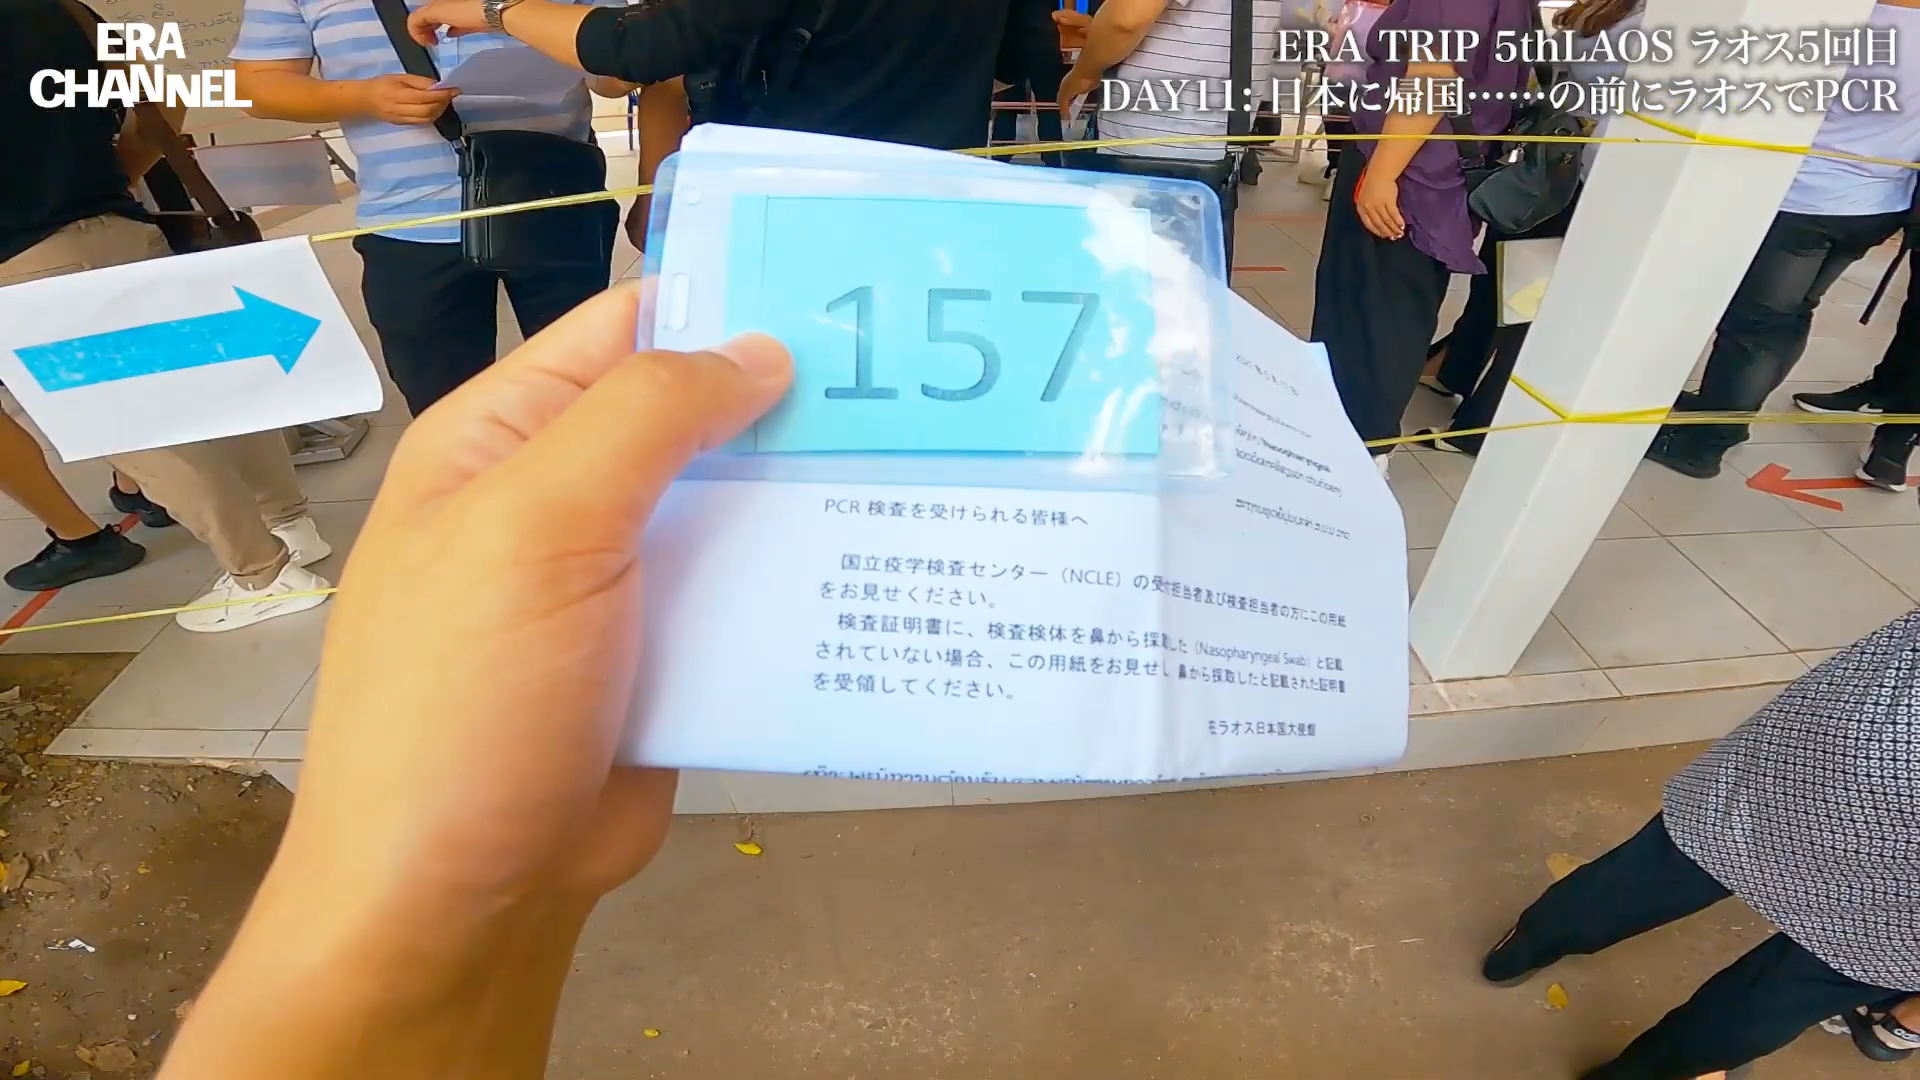 ERA
CHANNEL
ERA TRIP 5thLAOS ラオス5回目
DAY11: 日本に帰国……の前にラオスでPCR
157
PCR 検査を受けられる皆様へ
国立疫学検査センター（NCLE）の受付担当者及び検査担当者の方にこの用紙
をお見せください。
検査証明書に、検査検体を鼻から採取した（Nasopharyngeal Swab）と記載
されていない場合、この用紙をお見せし鼻から採取したと記載された証明書
を受領してください。
在ラオス日本国大使館